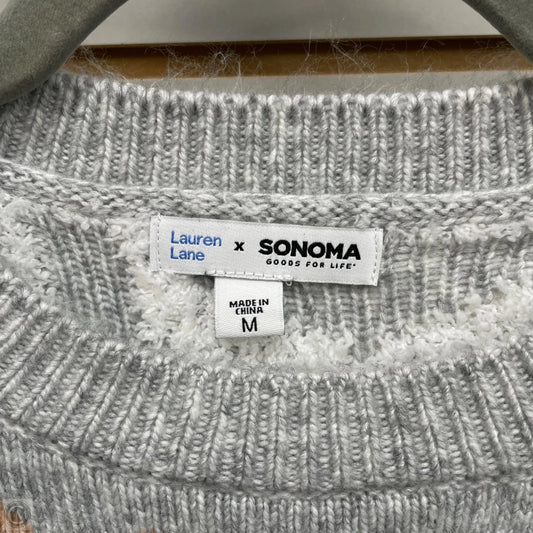 Lauren
Lane
x
SONOMA
GOODS FOR LIFE®
MADE IN
CHINA
M